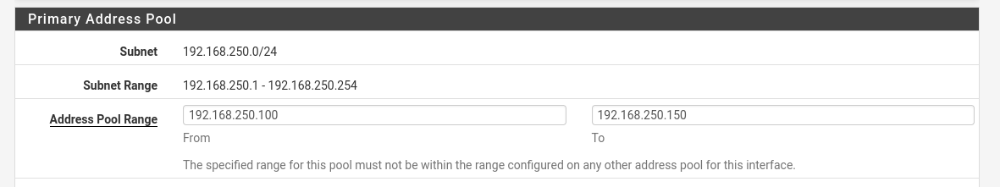 Primary Address Pool
Subnet 192.168.250.0/24
Subnet Range 192.168.250.1 - 192.168.250.254
Address Pool Range 192.168.250.100 192.168.250.150
From To
The specified range for this pool must not be within the range configured on any other address pool for this interface.